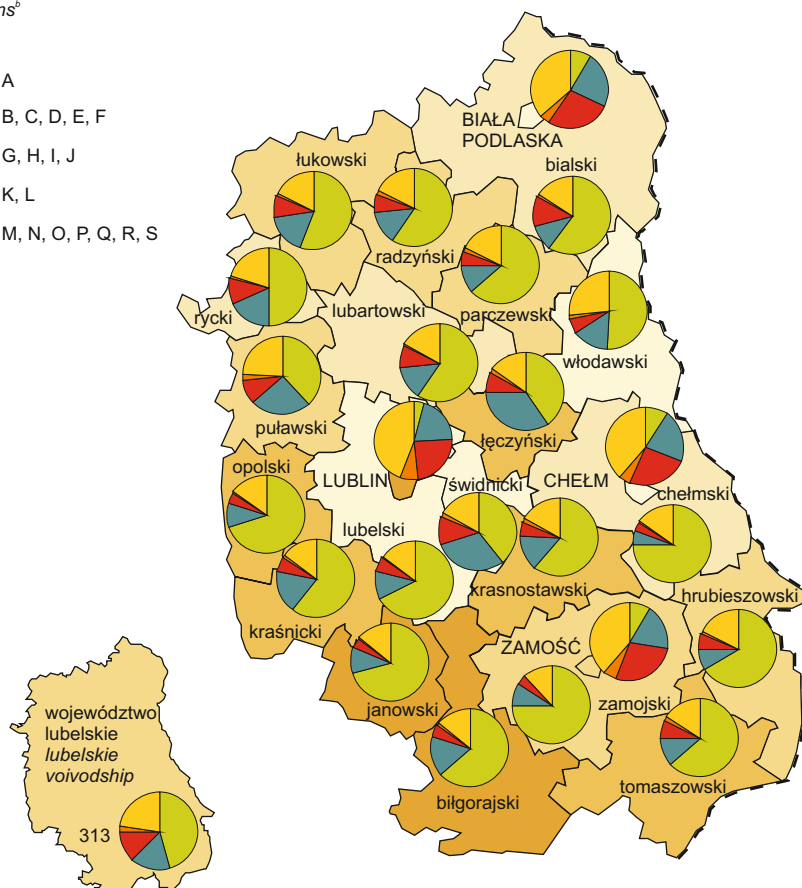 ns^b
A
B, C, D, E, F
G, H, I, J
K, L
M, N, O, P, Q, R, S
BIAŁA
PODLASKA
bialski
łukowski
radzyński
parczewski
rycki
lubartowski
włodawski
puławski
łęczyński
opolski
LUBLIN
świdnicki
CHEŁM
chełmski
lubelski
krasnostawski
hrubieszowski
kraśnicki
ZAMOŚĆ
janowski
zamojski
biłgorajski
tomaszowski
województwo
lubelskie
lubelskie
voivodship
313